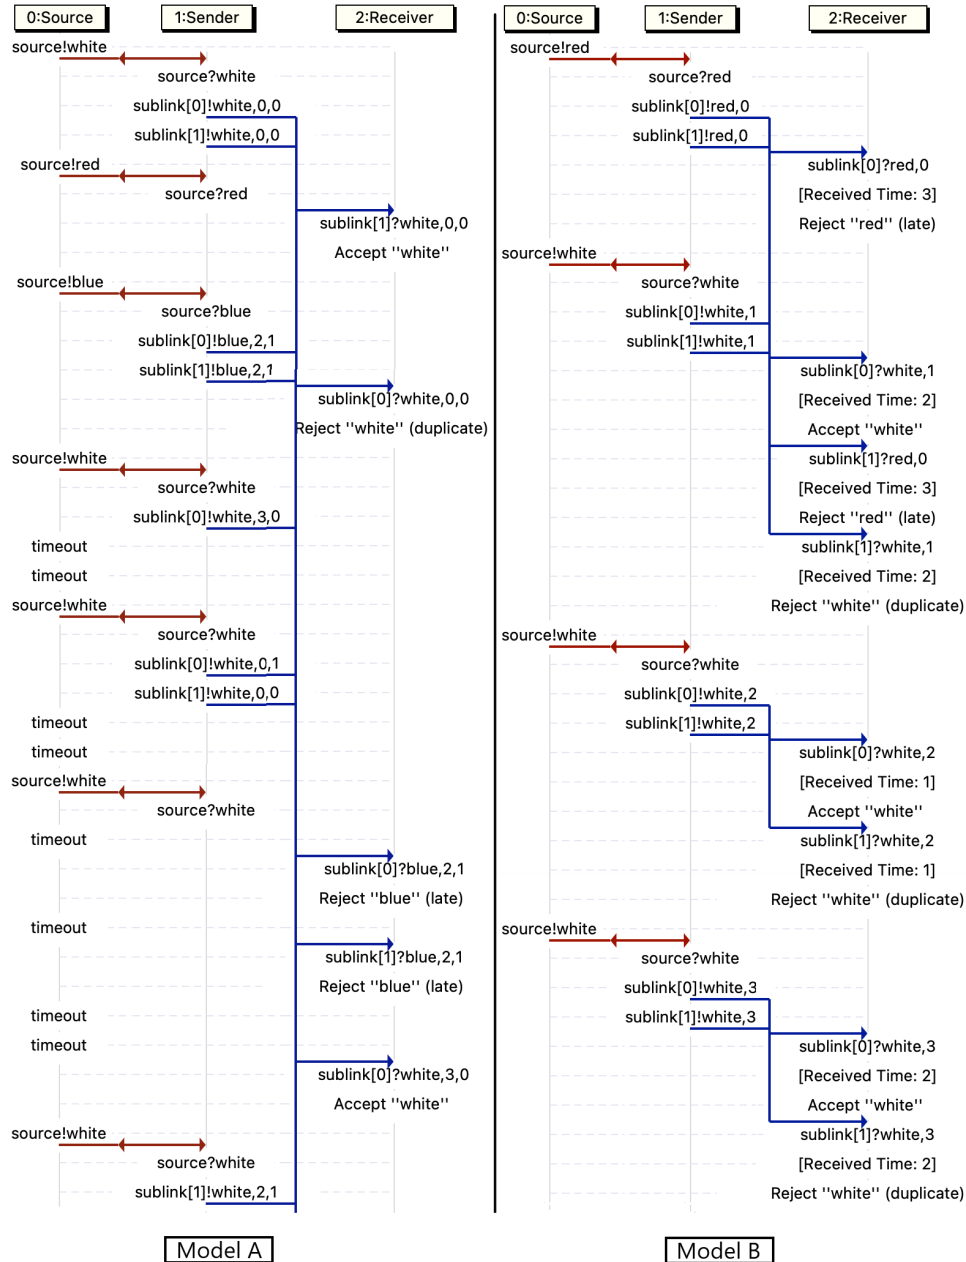 0:Source
1:Sender
2:Receiver
source!white
source?white
sublink[0]!white,0,0
sublink[1]!white,0,0
source!red
source?red
sublink[1]?white,0,0
Accept ''white''
source!blue
source?blue
sublink[0]!blue,2,1
sublink[1]!blue,2,1
sublink[0]?white,0,0
Reject ''white'' (duplicate)
source!white
source?white
sublink[0]!white,3,0
timeout
timeout
source!white
source?white
sublink[0]!white,0,1
sublink[1]!white,0,0
timeout
timeout
source!white
source?white
timeout
sublink[0]?blue,2,1
Reject ''blue'' (late)
timeout
sublink[1]?blue,2,1
Reject ''blue'' (late)
timeout
timeout
sublink[0]?white,3,0
Accept ''white''
source!white
source?white
sublink[1]!white,2,1
Model A
0:Source
1:Sender
2:Receiver
source!red
source?red
sublink[0]!red,0
sublink[1]!red,0
sublink[0]?red,0
[Received Time: 3]
Reject ''red'' (late)
source!white
source?white
sublink[0]!white,1
sublink[1]!white,1
sublink[0]?white,1
[Received Time: 2]
Accept ''white''
sublink[1]?red,0
[Received Time: 3]
Reject ''red'' (late)
sublink[1]?white,1
[Received Time: 2]
Reject ''white'' (duplicate)
source!white
source?white
sublink[0]!white,2
sublink[1]!white,2
sublink[0]?white,2
[Received Time: 1]
Accept ''white''
sublink[1]?white,2
[Received Time: 1]
Reject ''white'' (duplicate)
source!white
source?white
sublink[0]!white,3
sublink[1]!white,3
sublink[0]?white,3
[Received Time: 2]
Accept ''white''
sublink[1]?white,3
[Received Time: 2]
Reject ''white'' (duplicate)
Model B